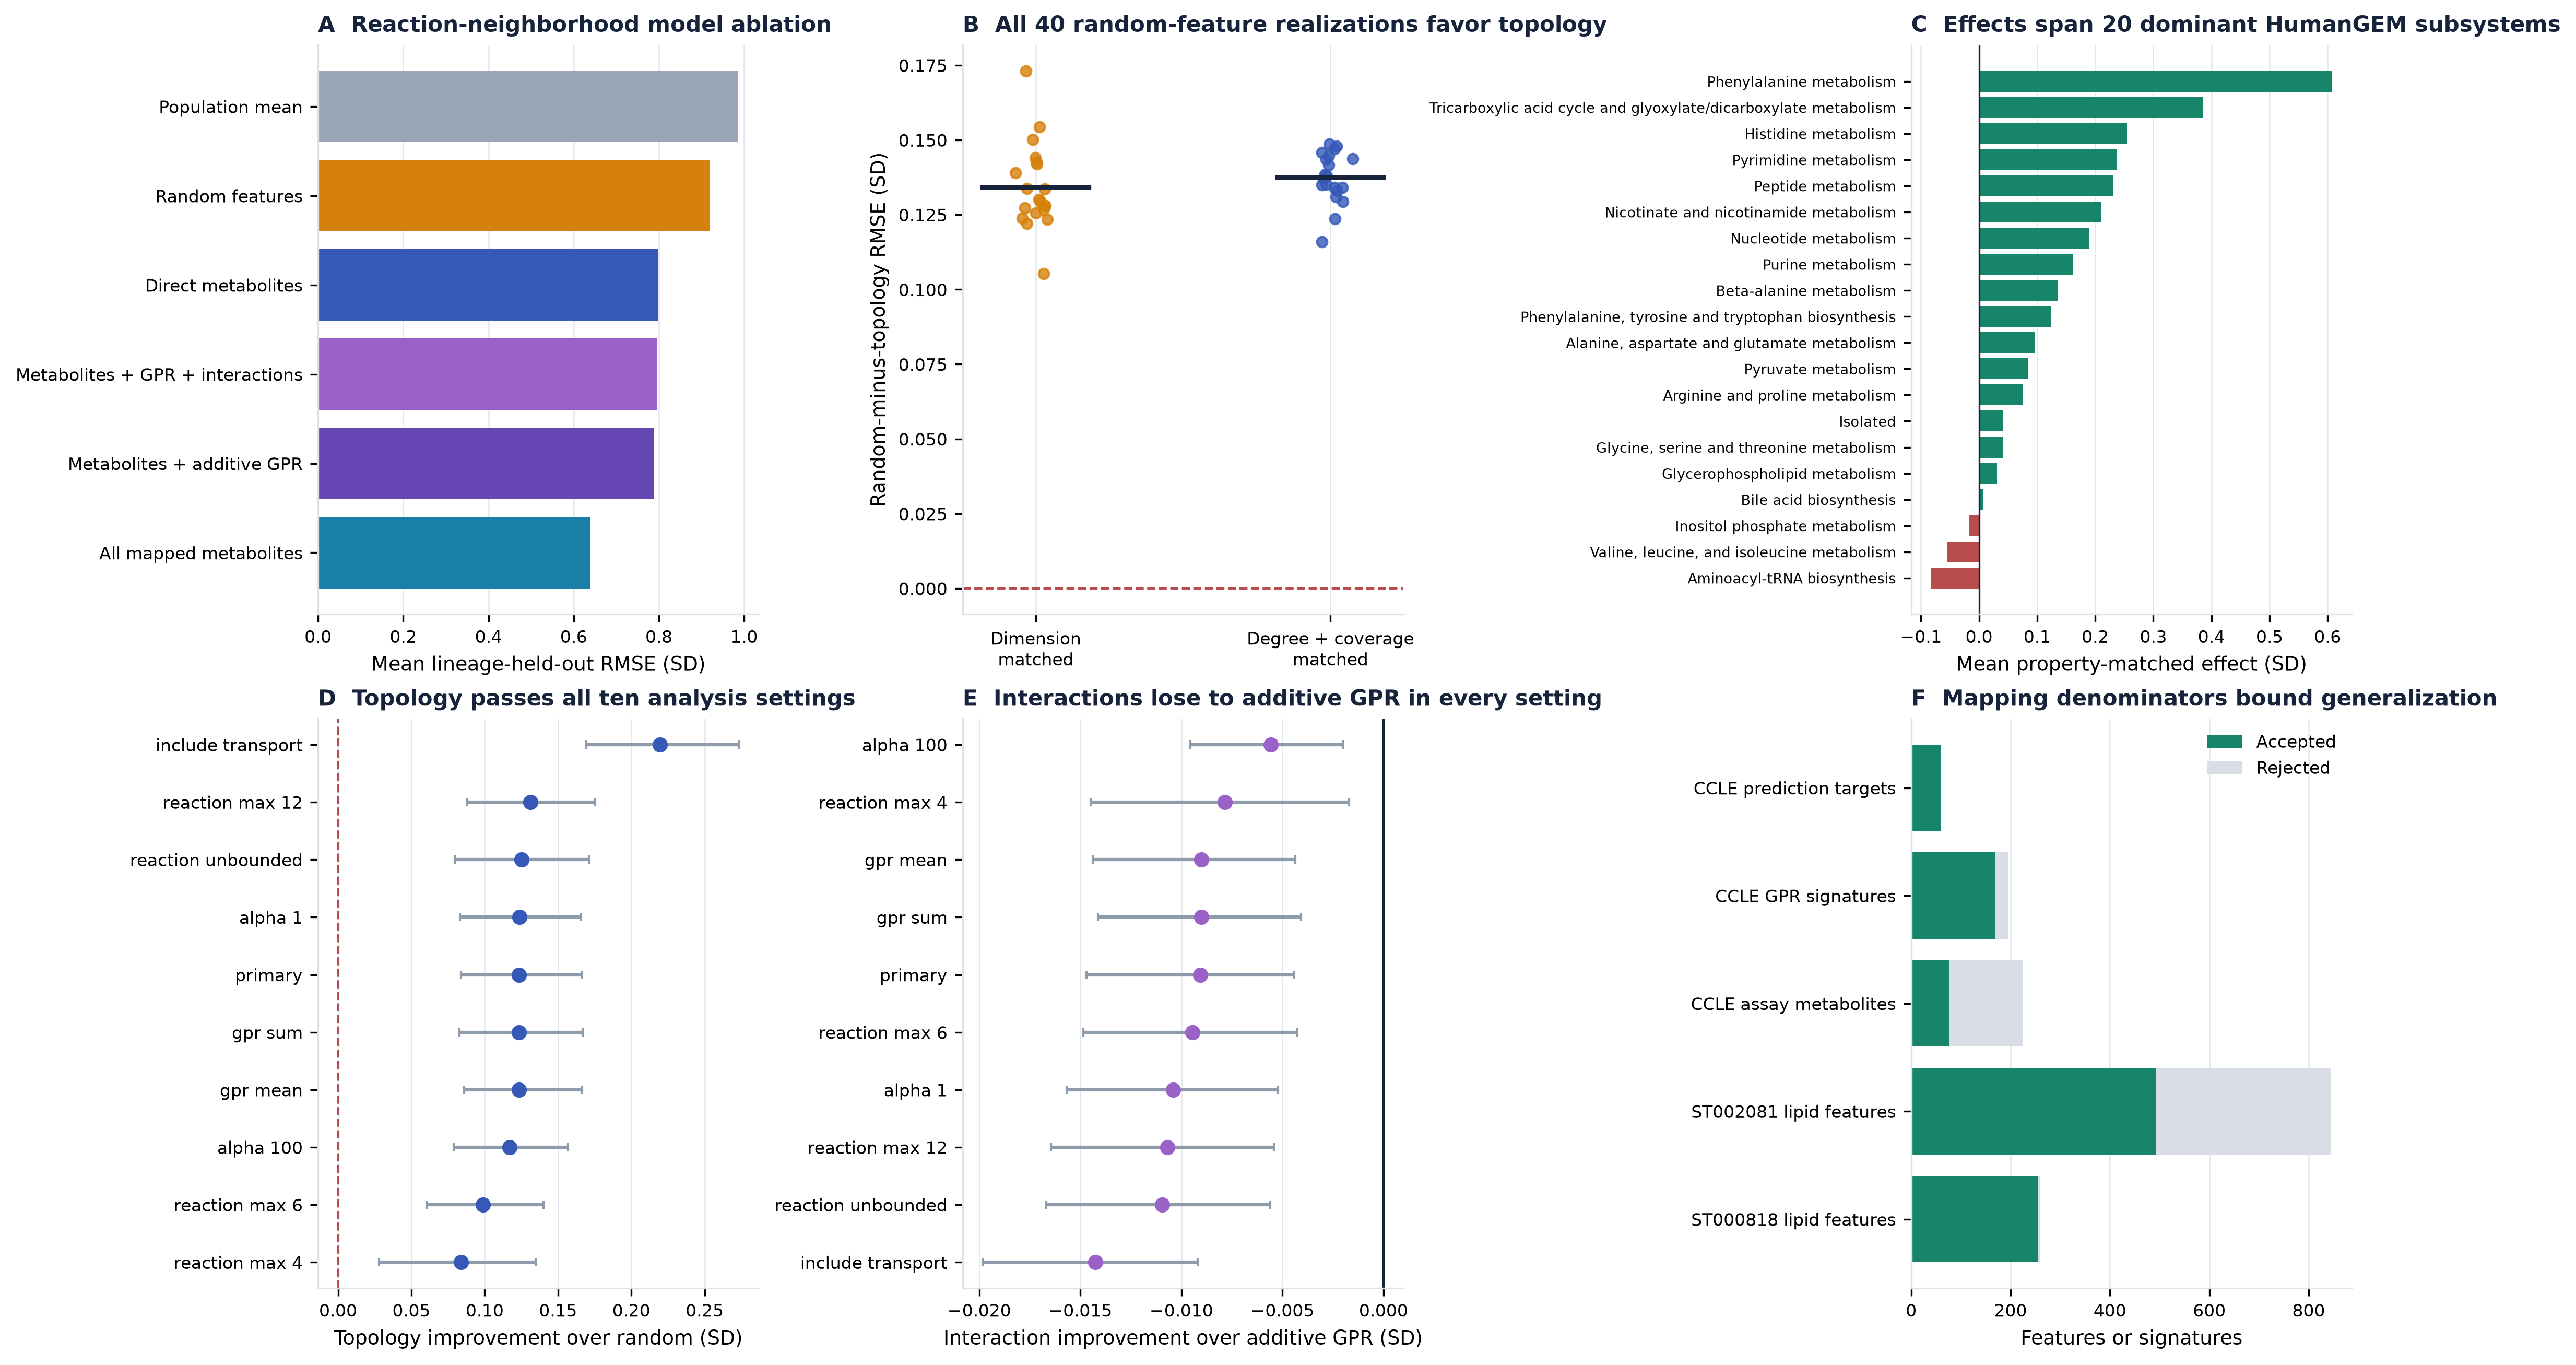 A Reaction-neighborhood model ablation
Population mean
Random features
Direct metabolites
Metabolites + GPR + interactions
Metabolites + additive GPR
All mapped metabolites
0.0 0.2 0.4 0.6 0.8 1.0
Mean lineage-held-out RMSE (SD)
B All 40 random-feature realizations favor topology
Random-minus-topology RMSE (SD)
0.175
0.150
0.125
0.100
0.075
0.050
0.025
0.000
Dimension
matched
Degree + coverage
matched
C Effects span 20 dominant HumanGEM subsystems
Phenylalanine metabolism
Tricarboxylic acid cycle and glyoxylate/dicarboxylate metabolism
Histidine metabolism
Pyrimidine metabolism
Peptide metabolism
Nicotinate and nicotinamide metabolism
Nucleotide metabolism
Purine metabolism
Beta-alanine metabolism
Phenylalanine, tyrosine and tryptophan biosynthesis
Alanine, aspartate and glutamate metabolism
Pyruvate metabolism
Arginine and proline metabolism
Isolated
Glycine, serine and threonine metabolism
Glycerophospholipid metabolism
Bile acid biosynthesis
Inositol phosphate metabolism
Valine, leucine, and isoleucine metabolism
Aminoacyl-tRNA biosynthesis
−0.1 0.0 0.1 0.2 0.3 0.4 0.5 0.6
Mean property-matched effect (SD)
D Topology passes all ten analysis settings
include transport
reaction max 12
reaction unbounded
alpha 1
primary
gpr sum
gpr mean
alpha 100
reaction max 6
reaction max 4
0.00 0.05 0.10 0.15 0.20 0.25
Topology improvement over random (SD)
E Interactions lose to additive GPR in every setting
alpha 100
reaction max 4
gpr mean
gpr sum
primary
reaction max 6
alpha 1
reaction max 12
reaction unbounded
include transport
−0.020 −0.015 −0.010 −0.005 0.000
Interaction improvement over additive GPR (SD)
F Mapping denominators bound generalization
Accepted
Rejected
CCLE prediction targets
CCLE GPR signatures
CCLE assay metabolites
ST002081 lipid features
ST000818 lipid features
0 200 400 600 800
Features or signatures